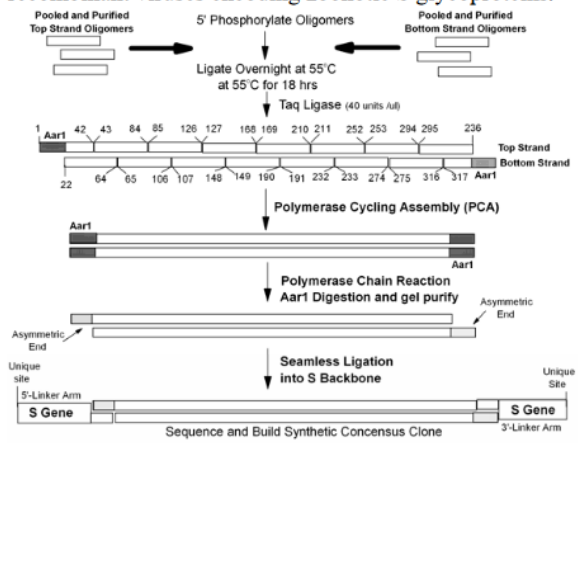 Pooled and Purified
Top Strand Oligomers
5' Phosphorylate Oligomers
Pooled and Purified
Bottom Strand Oligomers
Ligate Overnight at 55°C
at 55°C for 18 hrs
Taq Ligase (40 units /ul)
1 42 43 84 85 126 127 168 169 210 211 252 253 294 295 236
Aar1
Top Strand
Bottom Strand
22 64 65 106 107 148 149 190 191 232 233 274 275 316 317 Aar1
Polymerase Cycling Assembly (PCA)
Aar1
Aar1
Polymerase Chain Reaction
Aar1 Digestion and gel purify
Asymmetric
End
Asymmetric
End
Seamless Ligation
into S Backbone
Unique
site
Unique
Site
5'-Linker Arm
S Gene
S Gene
3'-Linker Arm
Sequence and Build Synthetic Concensus Clone